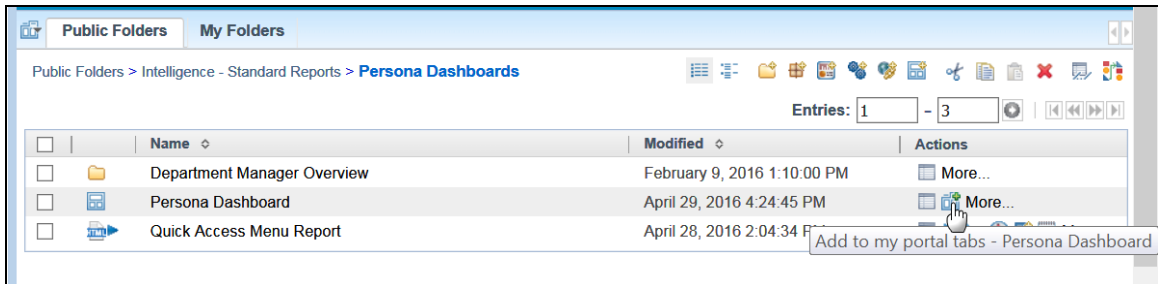 Public Folders My Folders
Public Folders > Intelligence - Standard Reports > Persona Dashboards
Entries: 1 - 3
Name Modified Actions
Department Manager Overview February 9, 2016 1:10:00 PM More...
Persona Dashboard April 29, 2016 4:24:45 PM More...
Quick Access Menu Report April 28, 2016 2:04:34
Add to my portal tabs - Persona Dashboard